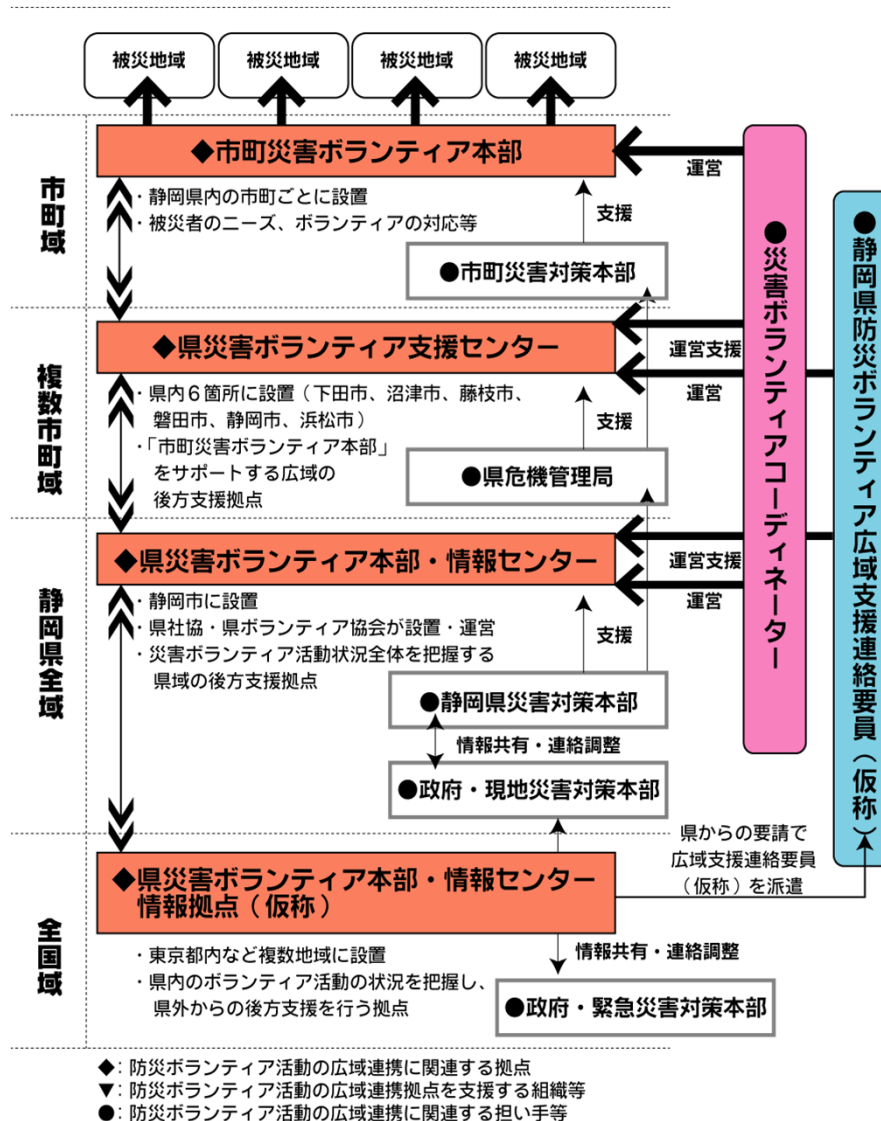 被災地域
被災地域
被災地域
被災地域
市町域
◆市町災害ボランティア本部
運営
・静岡県内の市町ごとに設置
・被災者のニーズ、ボランティアの対応等
支援
●市町災害対策本部
複数市町域
◆県災害ボランティア支援センター
運営支援
運営
・県内6箇所に設置（下田市、沼津市、藤枝市、
磐田市、静岡市、浜松市）
・「市町災害ボランティア本部」
をサポートする広域の
後方支援拠点
支援
●県危機管理局
静岡県全域
◆県災害ボランティア本部・情報センター
運営支援
運営
・静岡市に設置
・県社協・県ボランティア協会が設置・運営
・災害ボランティア活動状況全体を把握する
県域の後方支援拠点
支援
●静岡県災害対策本部
情報共有・連絡調整
●政府・現地災害対策本部
●災害ボランティアコーディネーター
●静岡県防災ボランティア広域支援連絡要員（仮称）
全国域
◆県災害ボランティア本部・情報センター
情報拠点（仮称）
県からの要請で
広域支援連絡要員
（仮称）を派遣
・東京都内など複数地域に設置
・県内のボランティア活動の状況を把握し、
県外からの後方支援を行う拠点
情報共有・連絡調整
●政府・緊急災害対策本部
◆：防災ボランティア活動の広域連携に関連する拠点
▼：防災ボランティア活動の広域連携拠点を支援する組織等
●：防災ボランティア活動の広域連携に関連する担い手等